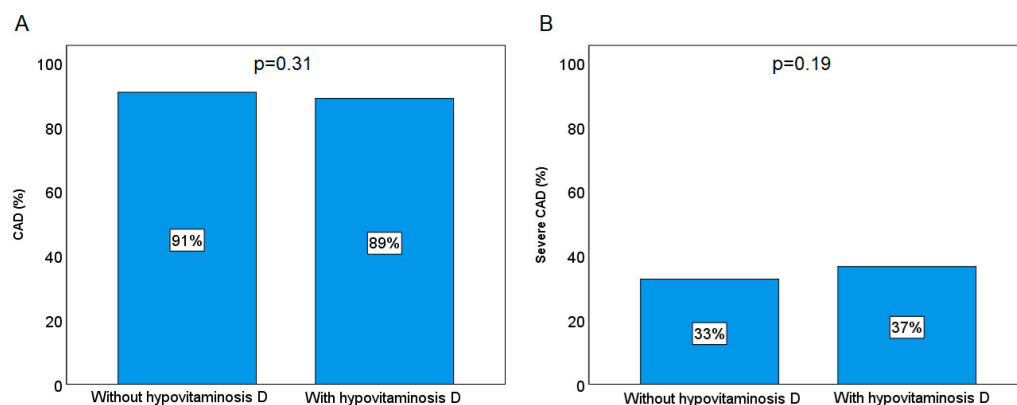 A
p=0.31
CAD (%)
100
80
60
40
20
0
91%
89%
Without hypovitaminosis D
With hypovitaminosis D
B
p=0.19
Severe CAD (%)
100
80
60
40
20
0
33%
37%
Without hypovitaminosis D
With hypovitaminosis D